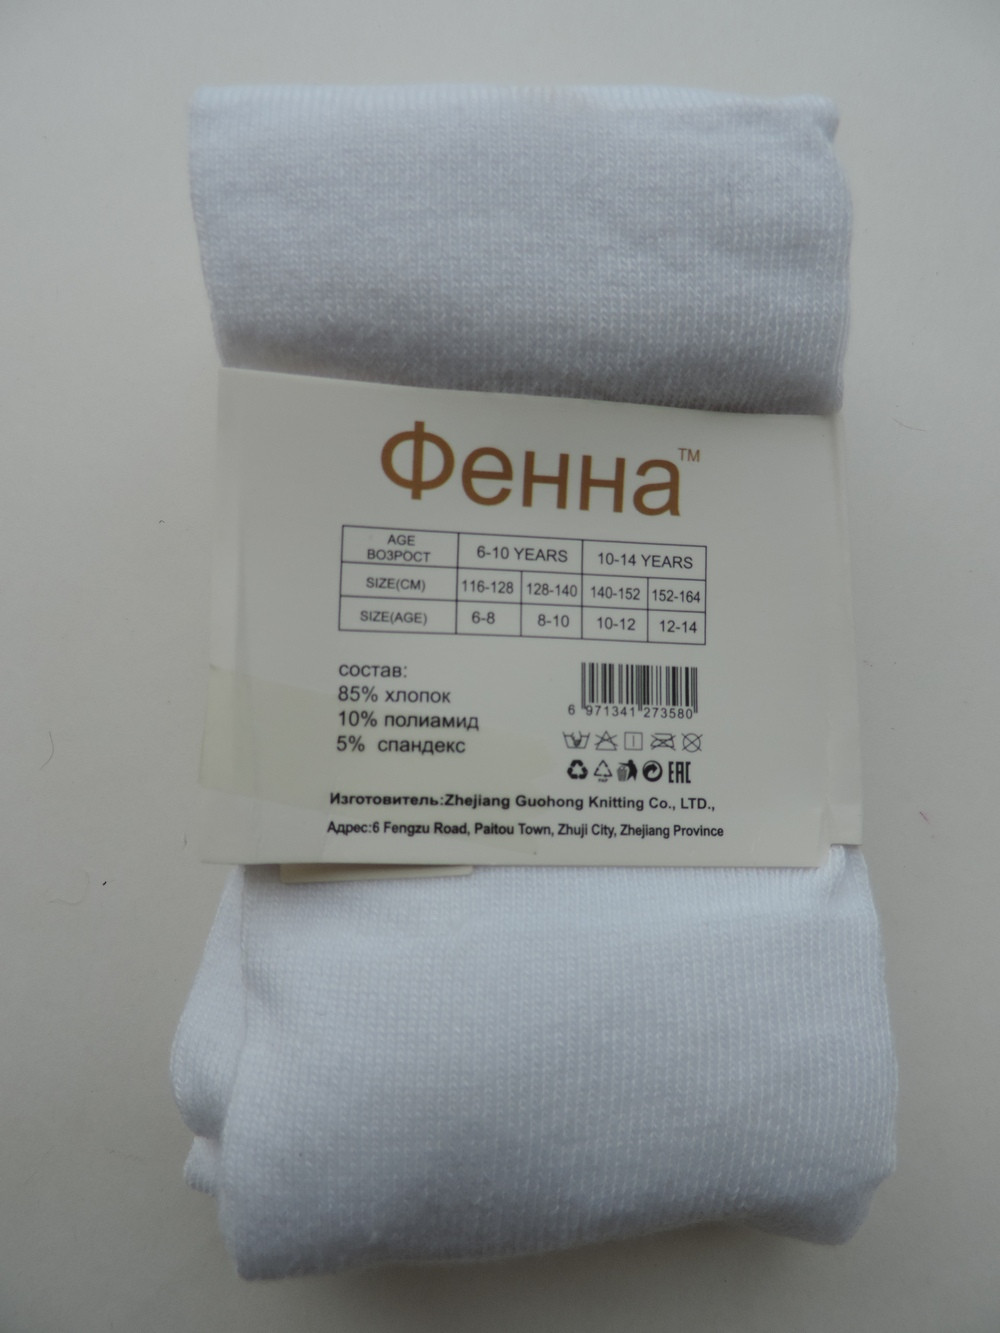 Фенна™
AGE
ВОЗРОСТ
6-10 YEARS 10-14 YEARS
SIZE(CM) 116-128 128-140 140-152 152-164
SIZE(AGE) 6-8 8-10 10-12 12-14
состав:
85% хлопок
10% полиамид
5% спандекс
6 971341 273580
EAC
Изготовитель:Zhejiang Guohong Knitting Co., LTD.,
Адрес:6 Fengzu Road, Paitou Town, Zhuji City, Zhejiang Province